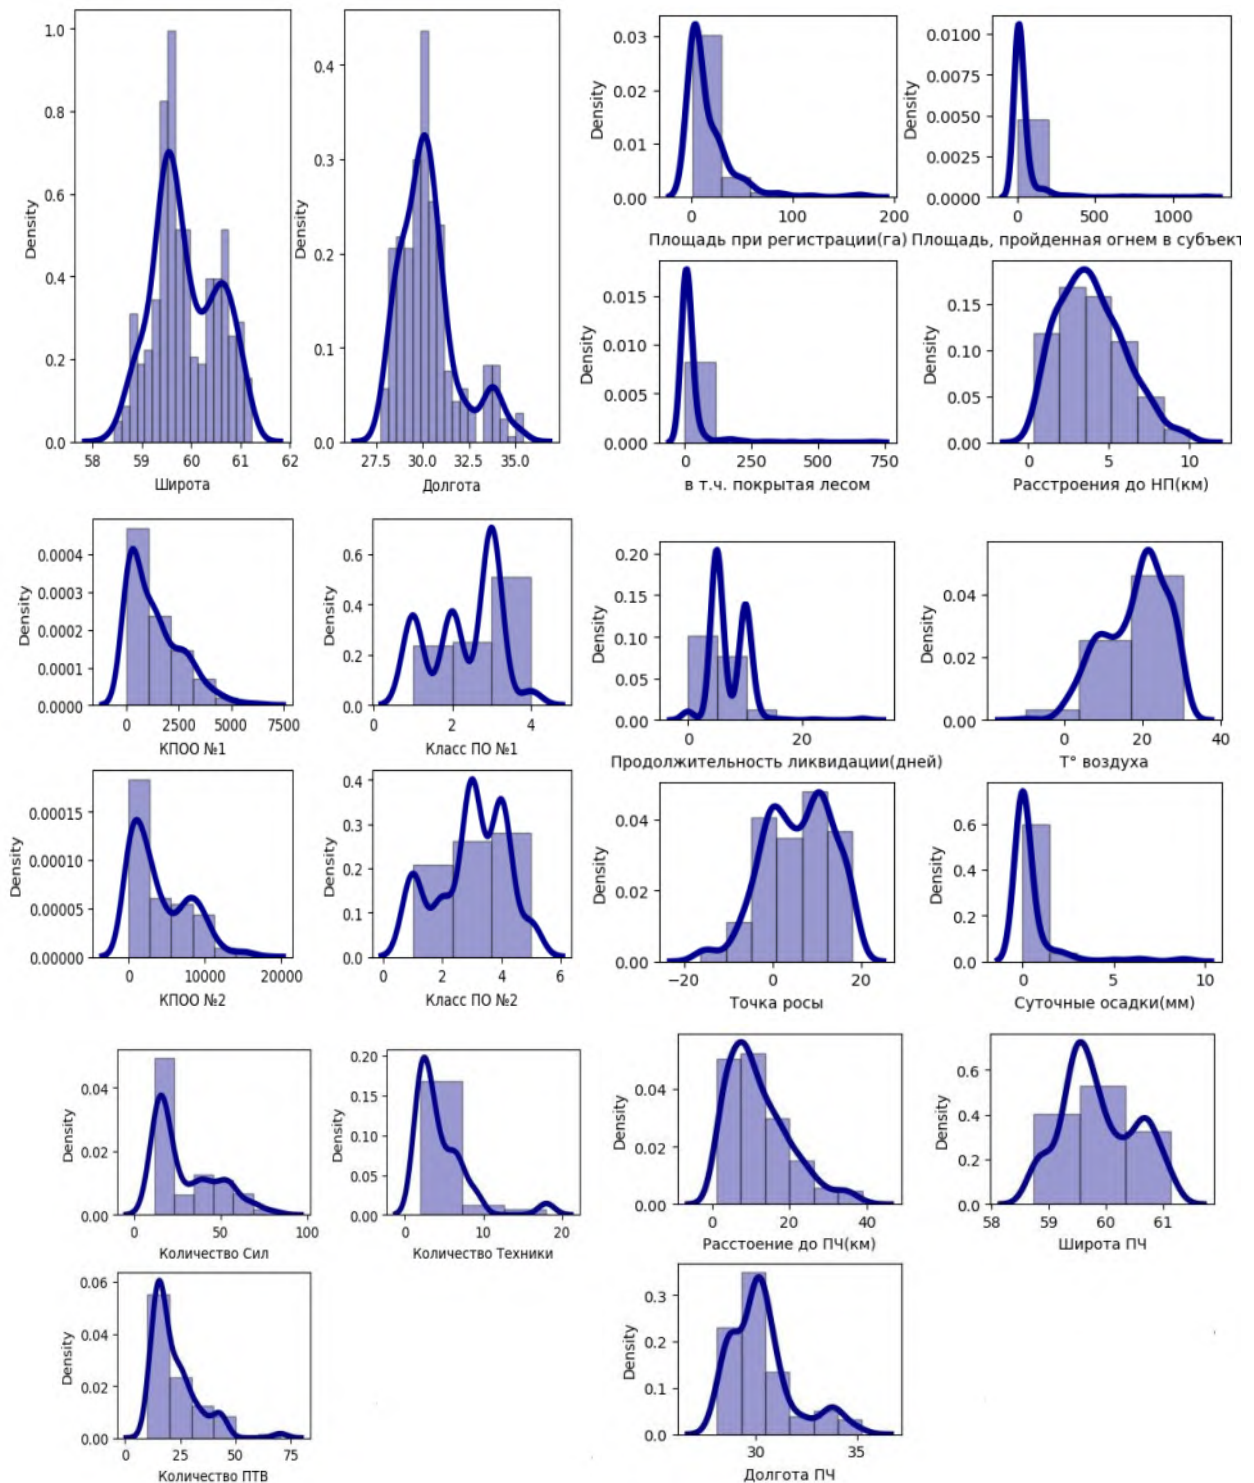 1.0
0.8
0.6
0.4
0.2
0.0
Density
58 59 60 61 62
Широта
0.4
0.3
0.2
0.1
0.0
Density
27.5 30.0 32.5 35.0
Долгота
0.03
0.02
0.01
0.00
Density
0 100 200
Площадь при регистрации(га)
0.0100
0.0075
0.0050
0.0025
0.0000
Density
0 500 1000
Площадь, пройденная огнем в субъект
0.015
0.010
0.005
0.000
Density
0 250 500 750
в т.ч. покрытая лесом
0.15
0.10
0.05
0.00
Density
0 5 10
Расстроения до НП(км)
0.0004
0.0003
0.0002
0.0001
0.0000
Density
0 2500 5000 7500
КПОО №1
0.6
0.4
0.2
0.0
Density
0 2 4
Класс ПО №1
0.20
0.15
0.10
0.05
0.00
Density
0 20
Продолжительность ликвидации(дней)
0.04
0.02
0.00
Density
0 20 40
T° воздуха
0.00015
0.00010
0.00005
0.00000
Density
0 10000 20000
КПОО №2
0.4
0.3
0.2
0.1
0.0
Density
0 2 4 6
Класс ПО №2
0.04
0.02
0.00
Density
−20 0 20
Точка росы
0.6
0.4
0.2
0.0
Density
0 5 10
Суточные осадки(мм)
0.04
0.02
0.00
Density
0 50 100
Количество Сил
0.20
0.15
0.10
0.05
0.00
Density
0 10 20
Количество Техники
0.04
0.02
0.00
Density
0 20 40
Расстоение до ПЧ(км)
0.6
0.4
0.2
0.0
Density
58 59 60 61
Широта ПЧ
0.06
0.04
0.02
0.00
Density
0 25 50 75
Количество ПТВ
0.3
0.2
0.1
0.0
Density
30 35
Долгота ПЧ